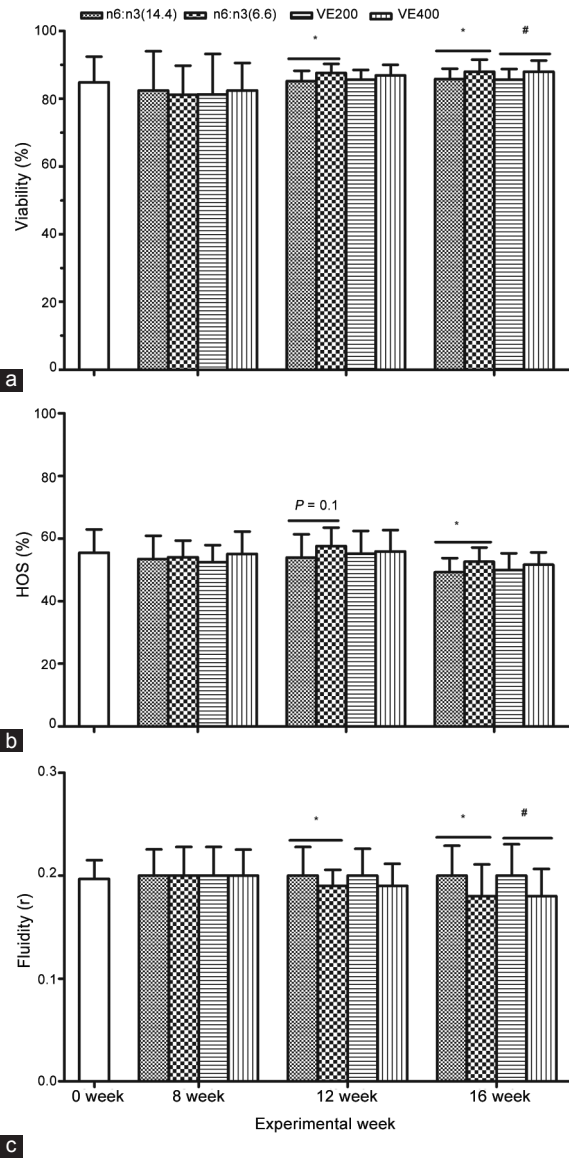 n6:n3(14.4) n6:n3(6.6) VE200 VE400
100
80
60
40
20
0
Viability (%)
*
*
#
a
100
80
60
40
20
0
HOS (%)
P = 0.1
*
b
0.3
0.2
0.1
0.0
Fluidity (r)
*
*
#
0 week 8 week 12 week 16 week
Experimental week
c